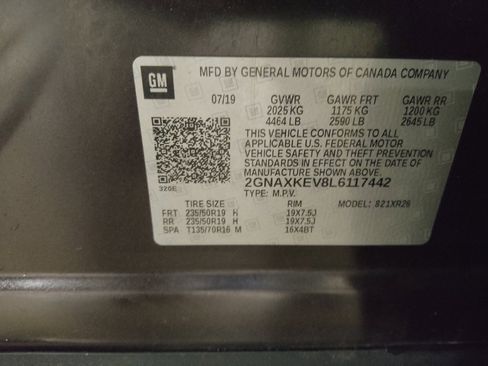 GM
MFD BY GENERAL MOTORS OF CANADA COMPANY
07/19 GVWR GAWR FRT GAWR RR
2025 KG 1175 KG 1200 KG
4464 LB 2590 LB 2645 LB
THIS VEHICLE CONFORMS TO ALL
APPLICABLE U.S. FEDERAL MOTOR
VEHICLE SAFETY AND THEFT PREVENTION
STANDARDS IN EFFECT ON THE DATE OF
MANUFACTURE SHOWN ABOVE.
2GNAXKEV8L6117442
TYPE: M.P.V. MODEL: 821XR26
326E
TIRE SIZE RIM
FRT 235/50R19 H 19X7.5J
RR 235/50R19 H 19X7.5J
SPA T135/70R16 M 16X4BT